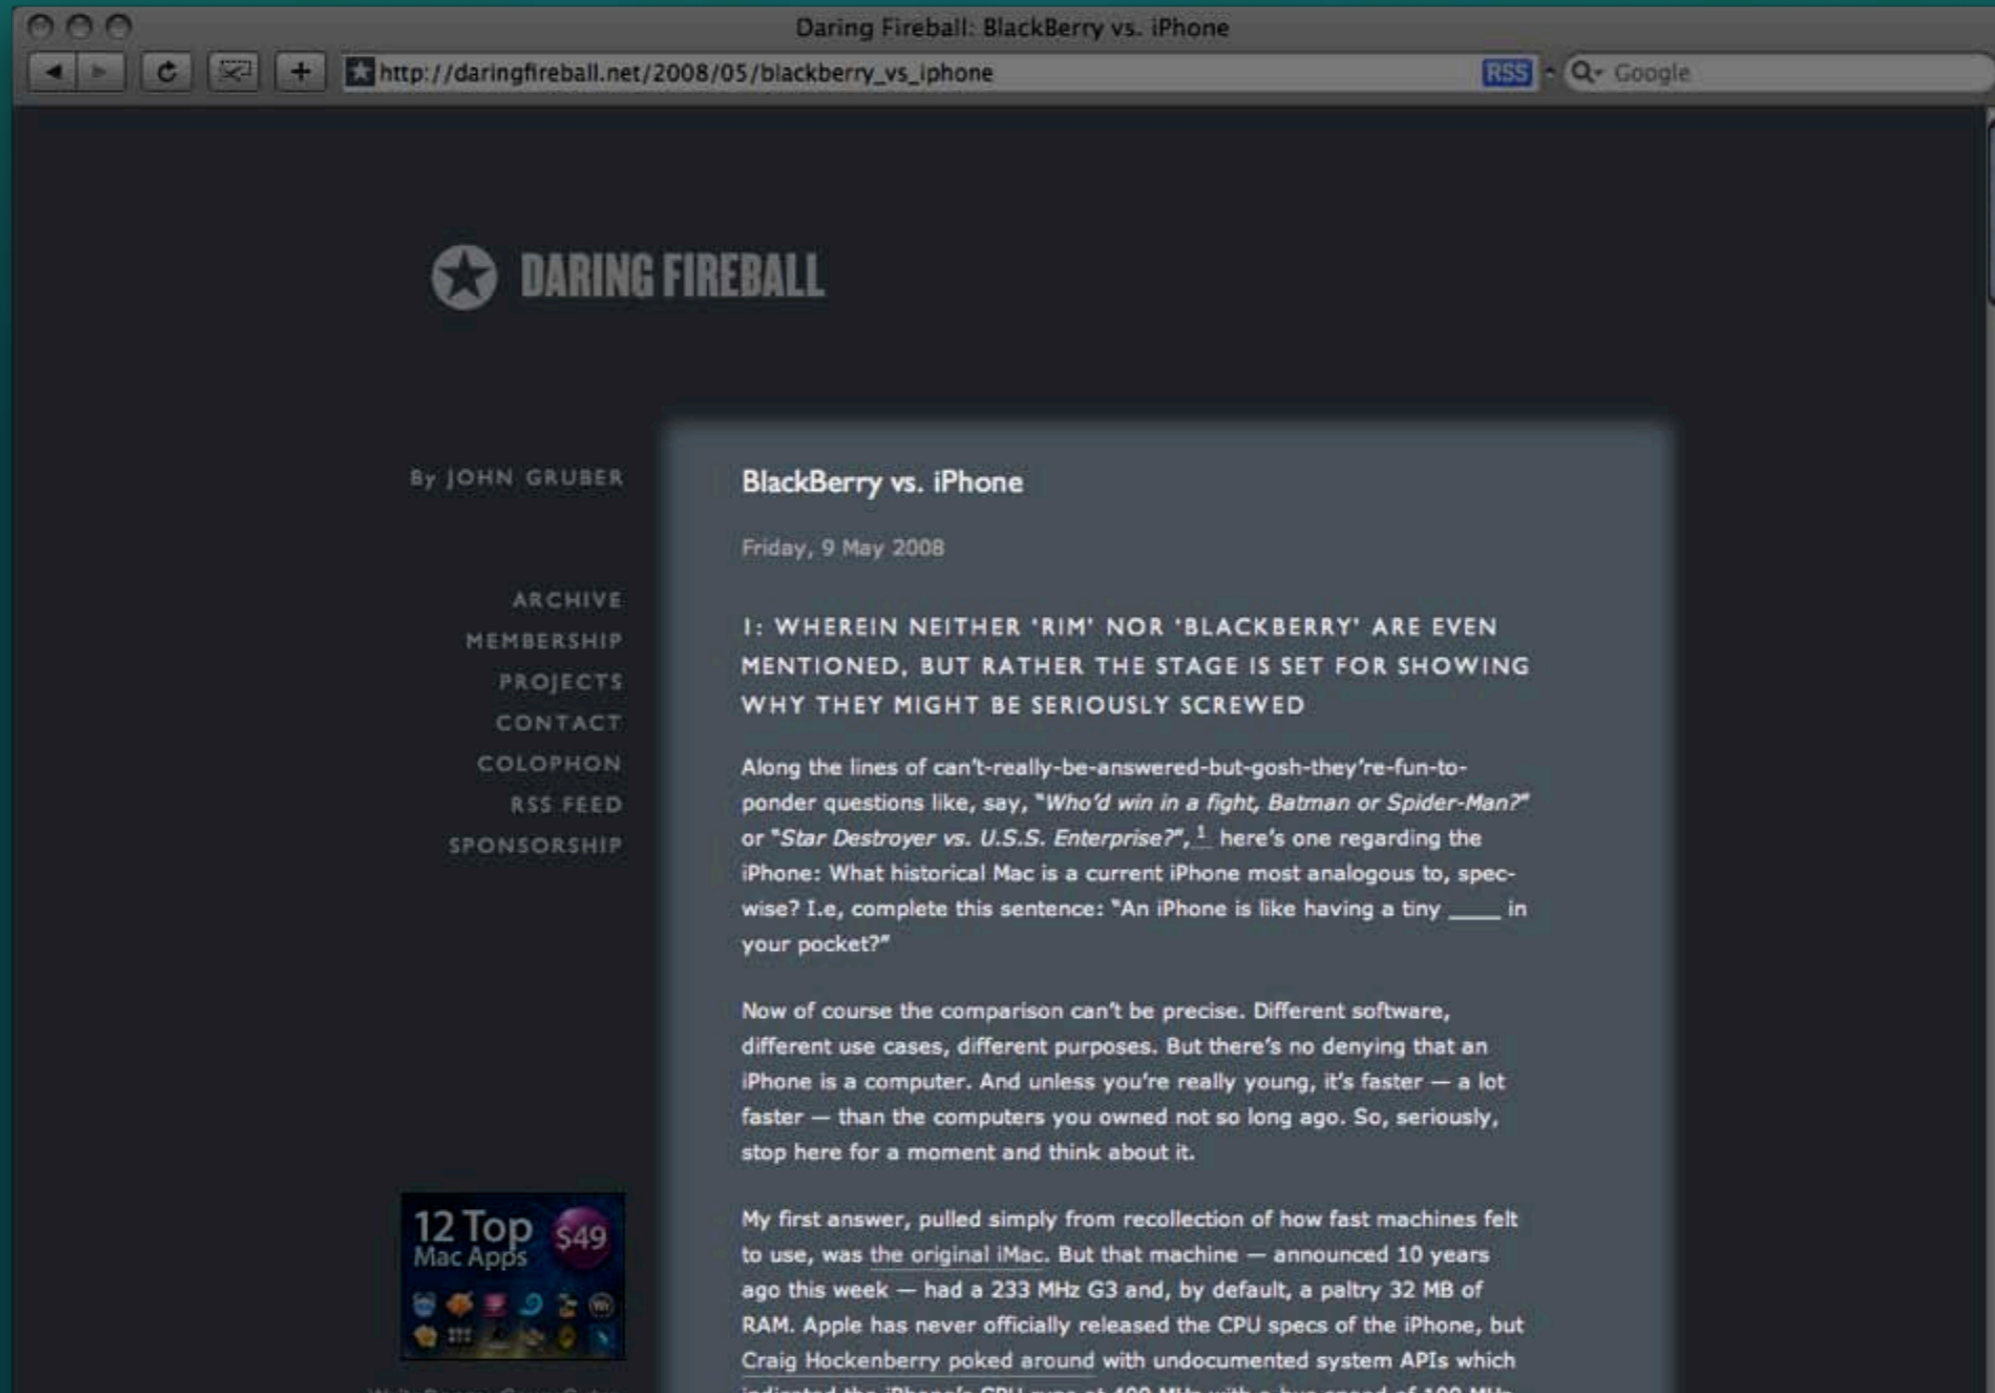 Daring Fireball: BlackBerry vs. iPhone
http://daringfireball.net/2008/05/blackberry_vs_iphone
RSS
Google
DARING FIREBALL
By JOHN GRUBER
ARCHIVE
MEMBERSHIP
PROJECTS
CONTACT
COLOPHON
RSS FEED
SPONSORSHIP
12 Top
Mac Apps
$49
BlackBerry vs. iPhone
Friday, 9 May 2008
1: WHEREIN NEITHER ‘RIM’ NOR ‘BLACKBERRY’ ARE EVEN
MENTIONED, BUT RATHER THE STAGE IS SET FOR SHOWING
WHY THEY MIGHT BE SERIOUSLY SCREWED
Along the lines of can’t-really-be-answered-but-gosh-they’re-fun-to-
ponder questions like, say, “Who’d win in a fight, Batman or Spider-Man?”
or “Star Destroyer vs. U.S.S. Enterprise?”,1 here’s one regarding the
iPhone: What historical Mac is a current iPhone most analogous to, spec-
wise? I.e, complete this sentence: “An iPhone is like having a tiny ____ in
your pocket?”
Now of course the comparison can’t be precise. Different software,
different use cases, different purposes. But there’s no denying that an
iPhone is a computer. And unless you’re really young, it’s faster — a lot
faster — than the computers you owned not so long ago. So, seriously,
stop here for a moment and think about it.
My first answer, pulled simply from recollection of how fast machines felt
to use, was the original iMac. But that machine — announced 10 years
ago this week — had a 233 MHz G3 and, by default, a paltry 32 MB of
RAM. Apple has never officially released the CPU specs of the iPhone, but
Craig Hockenberry poked around with undocumented system APIs which